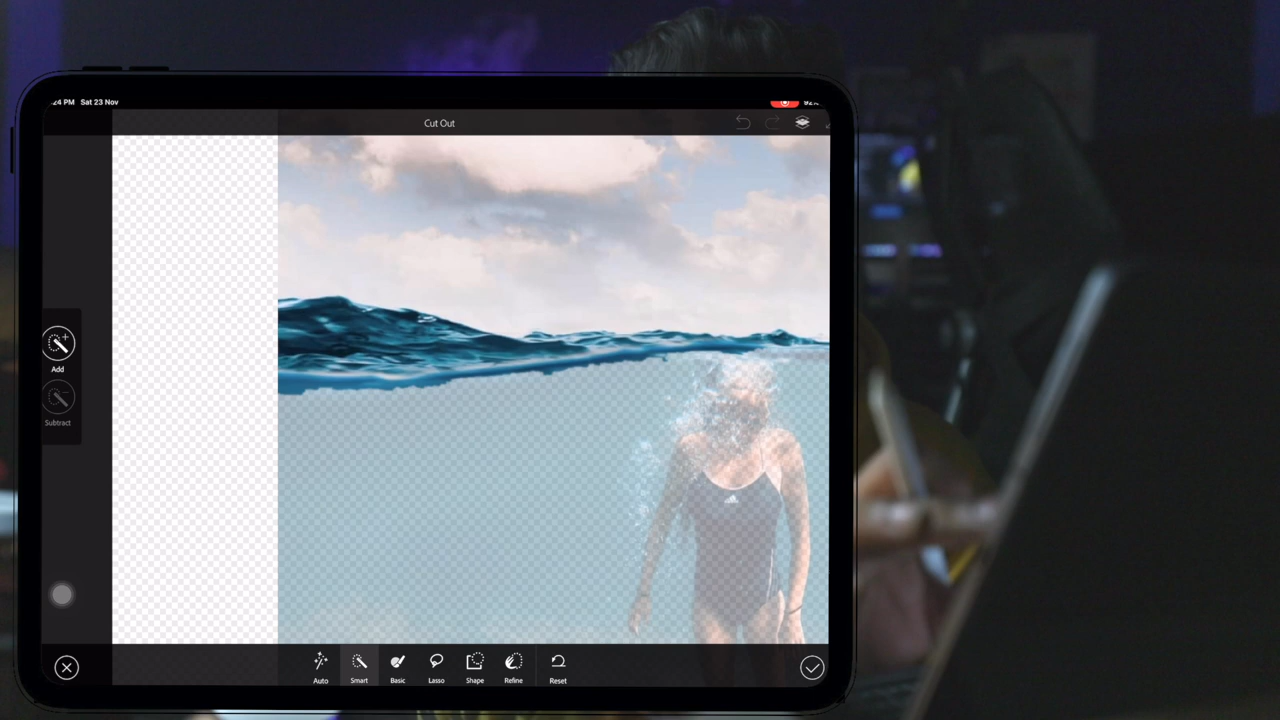 :24 PM Sat 23 Nov
Cut Out
Add
Subtract
Auto
Smart
Basic
Lasso
Shape
Refine
Reset